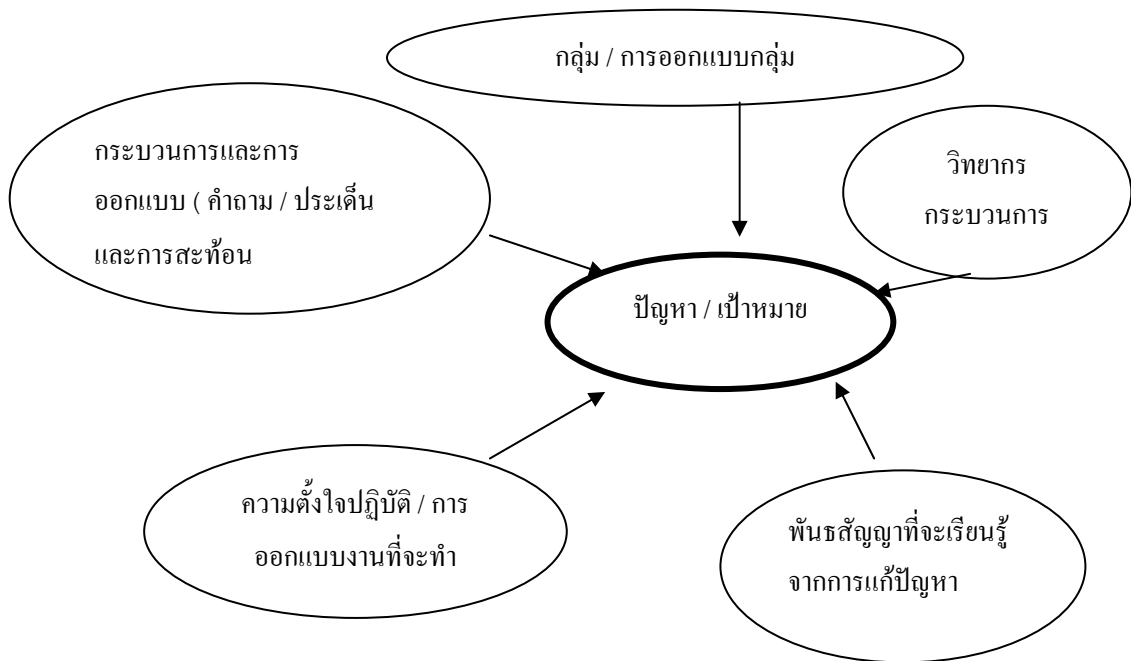 กลุ่ม / การออกแบบกลุ่ม
กระบวนการและการ
ออกแบบ ( คำถาม / ประเด็น
และการสะท้อน
วิทยากร
กระบวนการ
ปัญหา / เป้าหมาย
ความตั้งใจปฏิบัติ / การ
ออกแบบงานที่จะทำ
พันธสัญญาที่จะเรียนรู้
จากการแก้ปัญหา